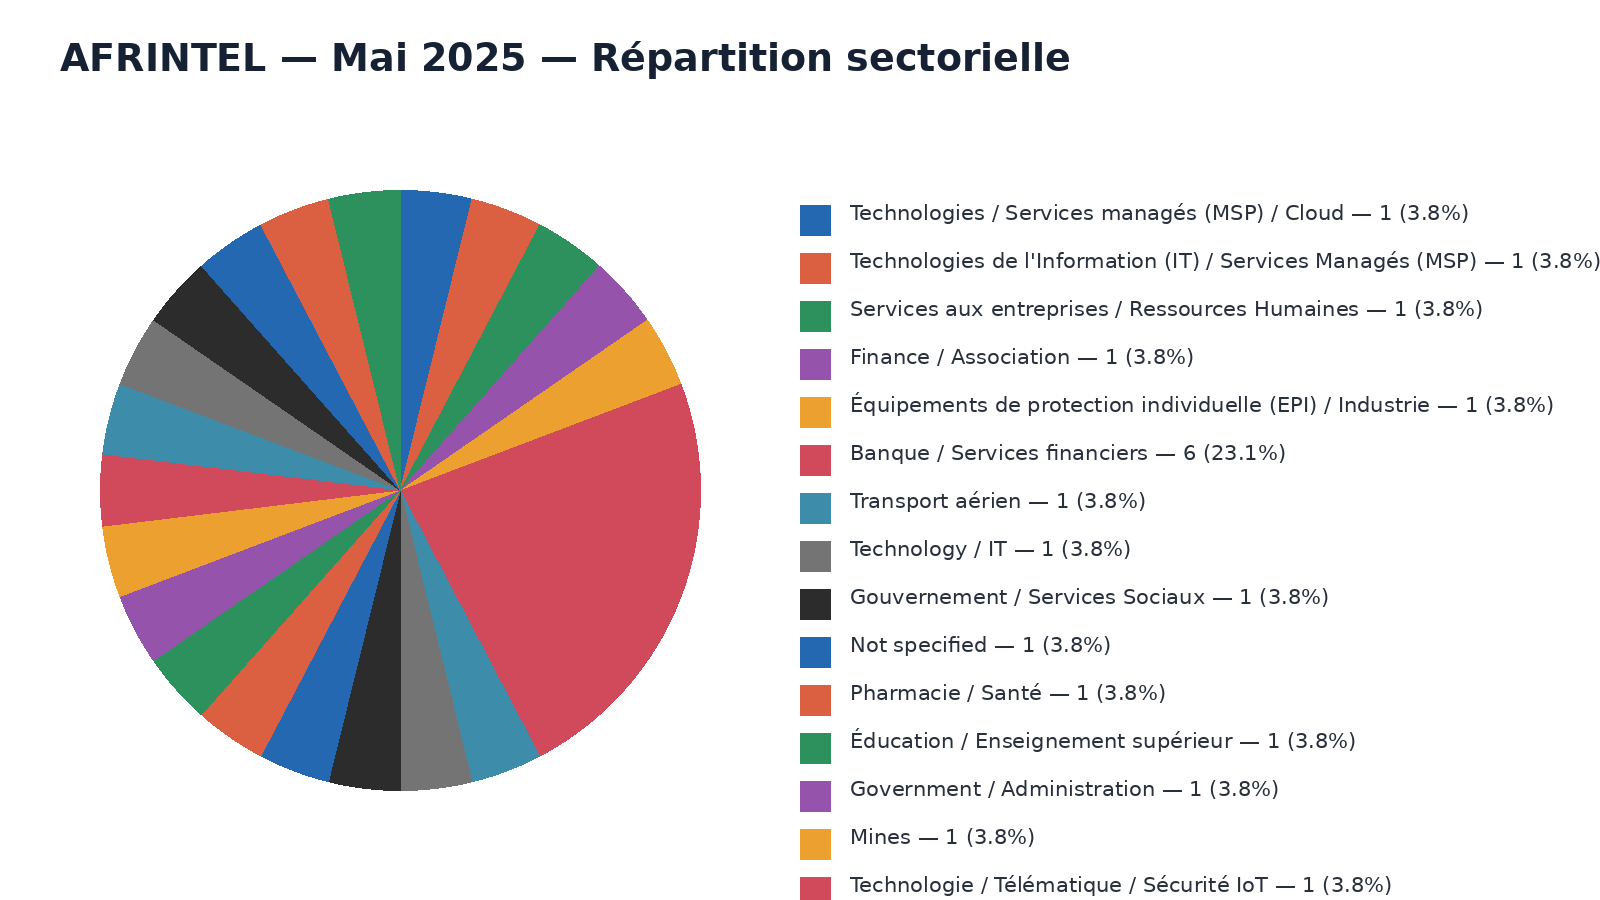 AFRINTEL — Mai 2025 — Répartition sectorielle
Technologies / Services managés (MSP) / Cloud — 1 (3.8%)
Technologies de l'Information (IT) / Services Managés (MSP) — 1 (3.8%)
Services aux entreprises / Ressources Humaines — 1 (3.8%)
Finance / Association — 1 (3.8%)
Équipements de protection individuelle (EPI) / Industrie — 1 (3.8%)
Banque / Services financiers — 6 (23.1%)
Transport aérien — 1 (3.8%)
Technology / IT — 1 (3.8%)
Gouvernement / Services Sociaux — 1 (3.8%)
Not specified — 1 (3.8%)
Pharmacie / Santé — 1 (3.8%)
Éducation / Enseignement supérieur — 1 (3.8%)
Government / Administration — 1 (3.8%)
Mines — 1 (3.8%)
Technologie / Télématique / Sécurité IoT — 1 (3.8%)